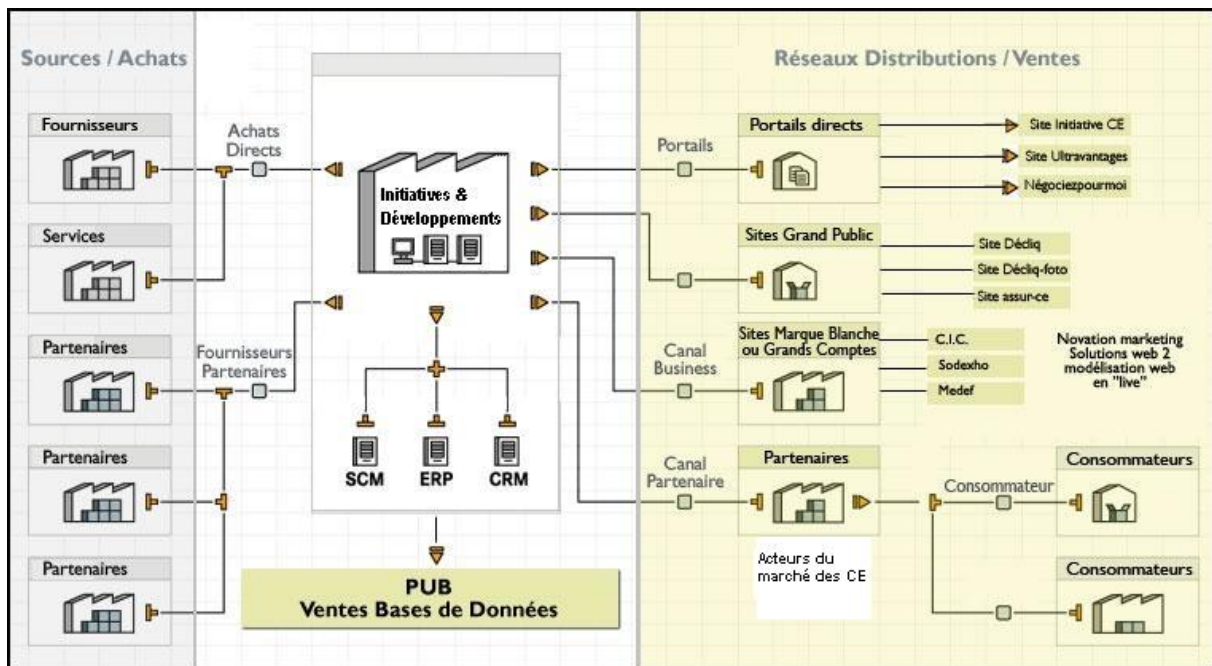 Sources / Achats
Réseaux Distributions / Ventes
Fournisseurs
Services
Partenaires
Partenaires
Partenaires
Achats
Directs
Fournisseurs
Partenaires
Initiatives &
Développements
SCM
ERP
CRM
PUB
Ventes Bases de Données
Portails
Canal
Business
Canal
Partenaire
Portails directs
Site Initiative CE
Site Ultravantages
Négociezpourmoi
Sites Grand Public
Site Décliq
Site Décliq-foto
Site assur-ce
Sites Marque Blanche
ou Grands Comptes
C.I.C.
Sodexho
Medef
Novation marketing
Solutions web 2
modélisation web
en "live"
Partenaires
Acteurs du
marché des CE
Consommateur
Consommateurs
Consommateurs